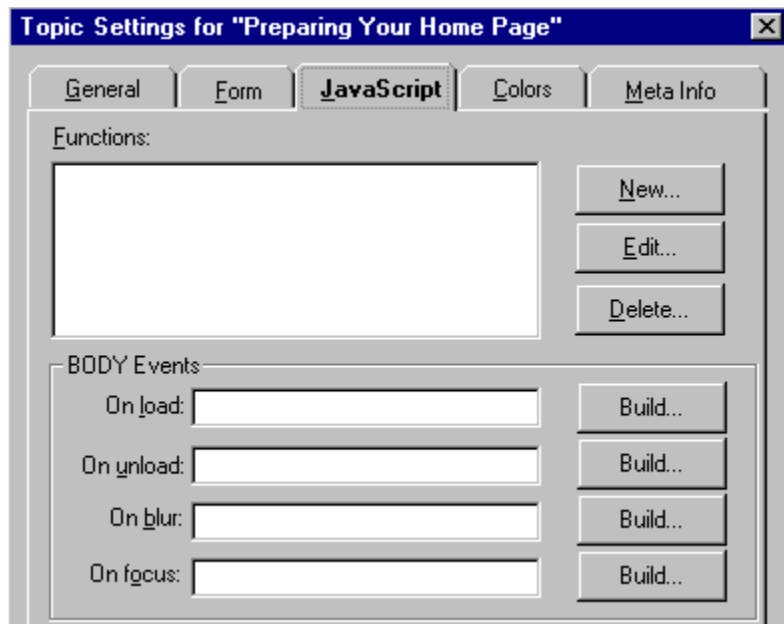 Topic Settings for "Preparing Your Home Page"
General Form JavaScript Colors Meta Info
Functions:
New...
Edit...
Delete...
BODY Events
On load: Build...
On unload: Build...
On blur: Build...
On focus: Build...